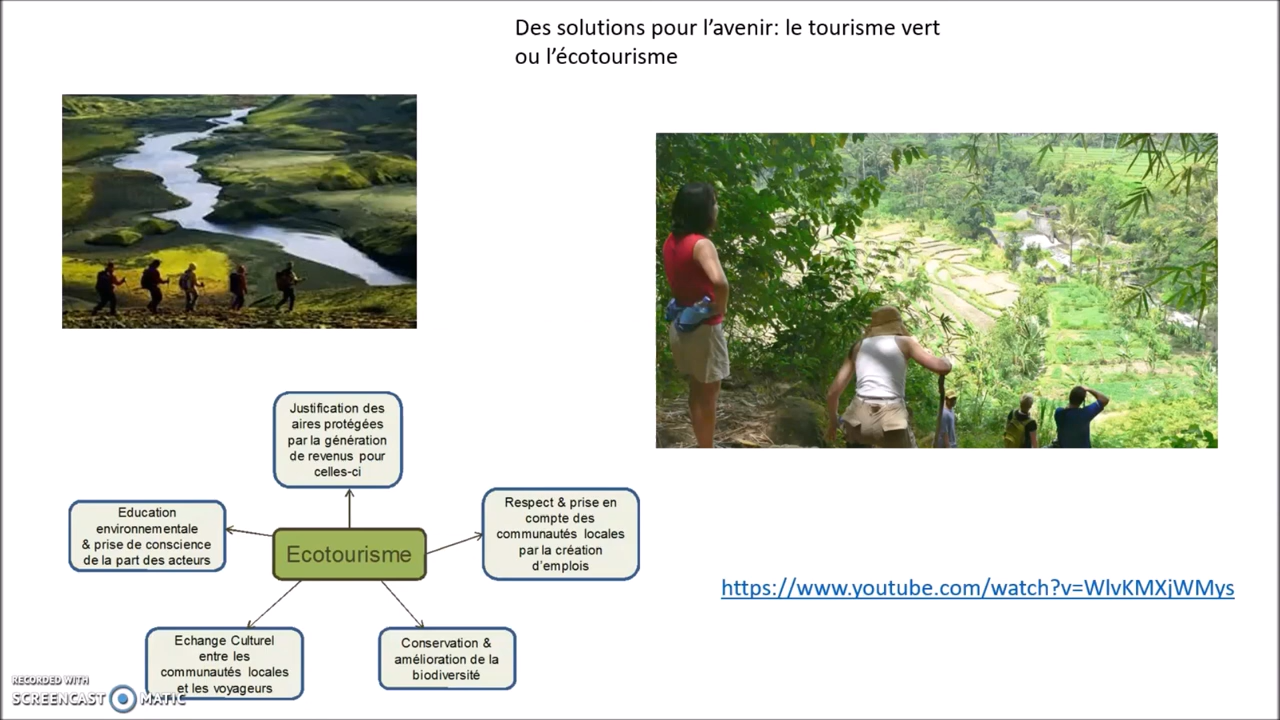 Des solutions pour l’avenir: le tourisme vert
ou l’écotourisme
Justification des
aires protégées
par la génération
de revenus pour
celles-ci
Education
environnementale
& prise de conscience
de la part des acteurs
Ecotourisme
Respect & prise en
compte des
communautés locales
par la création
d’emplois
https://www.youtube.com/watch?v=WlvKMXjWMys
Echange Culturel
entre les
communautés locales
et les voyageurs
Conservation &
amélioration de la
biodiversité
RECORDED WITH
SCREENCAST MATIC